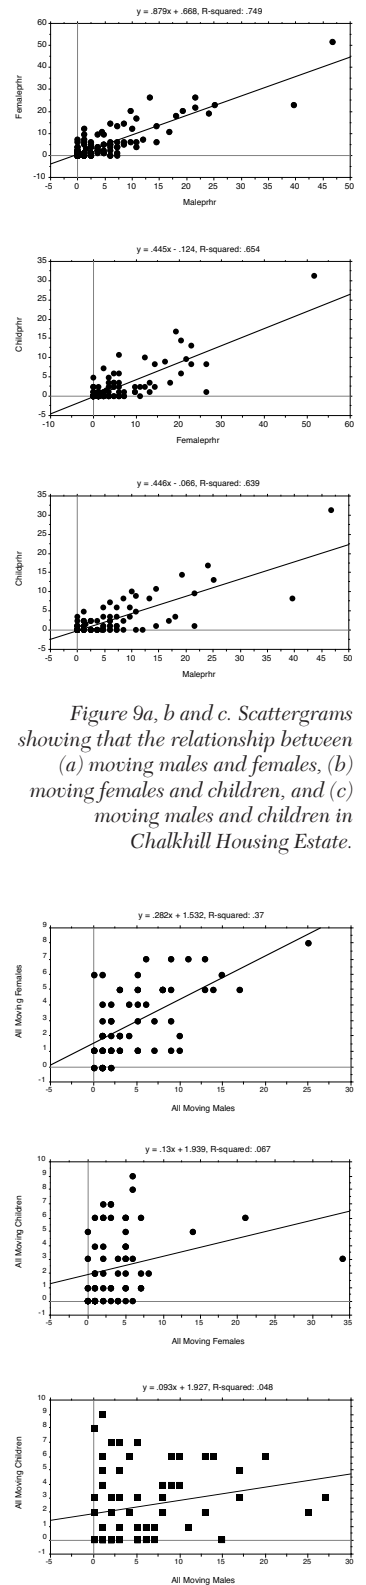 y = .879x + .668, R-squared: .749
60
50
40
30
20
10
0
-10
Femaleprhr
-5 0 5 10 15 20 25 30 35 40 45 50
Maleprhr
y = .445x - .124, R-squared: .654
35
30
25
20
15
10
5
0
-5
Childprhr
-10 0 10 20 30 40 50 60
Femaleprhr
y = .446x - .066, R-squared: .639
35
30
25
20
15
10
5
0
-5
Childprhr
-5 0 5 10 15 20 25 30 35 40 45 50
Maleprhr
Figure 9a, b and c. Scattergrams
showing that the relationship between
(a) moving males and females, (b)
moving females and children, and (c)
moving males and children in
Chalkhill Housing Estate.
y = .282x + 1.532, R-squared: .37
9
8
7
6
5
4
3
2
1
0
-1
All Moving Females
-5 0 5 10 15 20 25 30
All Moving Males
y = .13x + 1.939, R-squared: .067
10
9
8
7
6
5
4
3
2
1
0
-1
All Moving Children
-5 0 5 10 15 20 25 30 35
All Moving Females
y = .093x + 1.927, R-squared: .048
10
9
8
7
6
5
4
3
2
1
0
-1
All Moving Children
-5 0 5 10 15 20 25 30
All Moving Males